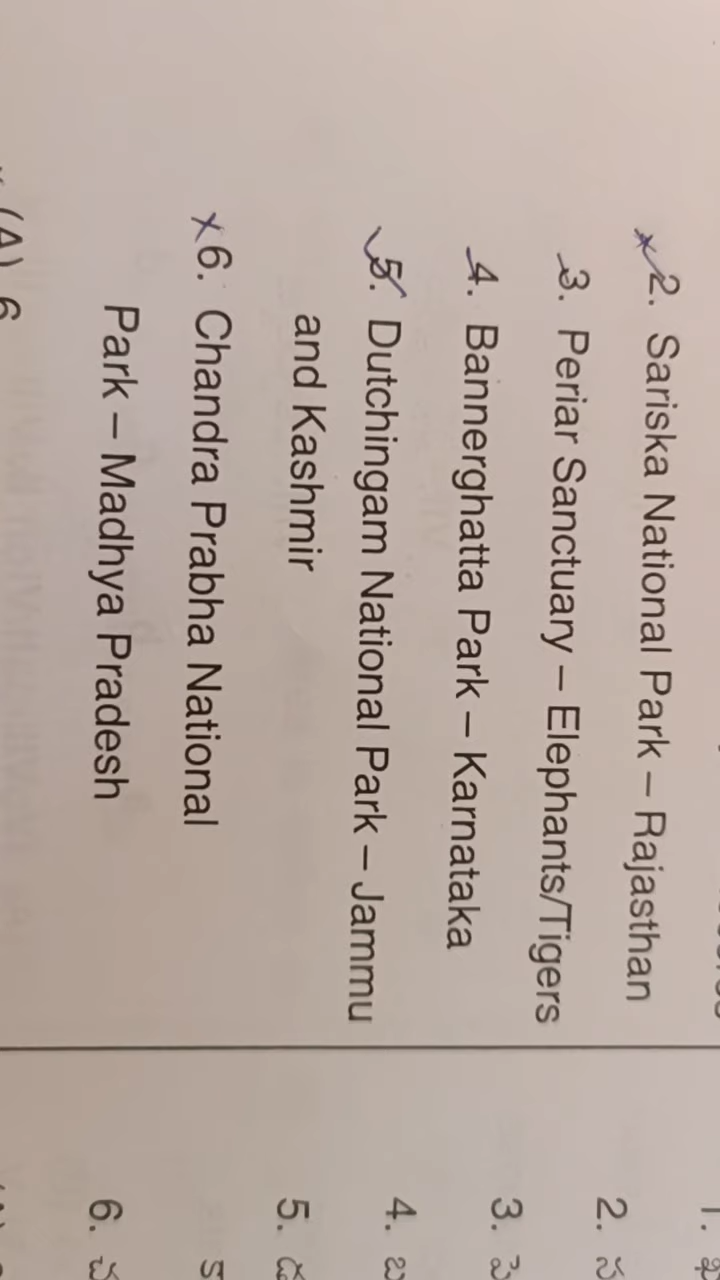 2. Sariska National Park – Rajasthan
3. Periar Sanctuary – Elephants/Tigers
4. Bannerghatta Park – Karnataka
5. Dutchingam National Park – Jammu
and Kashmir
6. Chandra Prabha National
Park – Madhya Pradesh
(A) 6
1.
2.
3.
4.
5.
6.